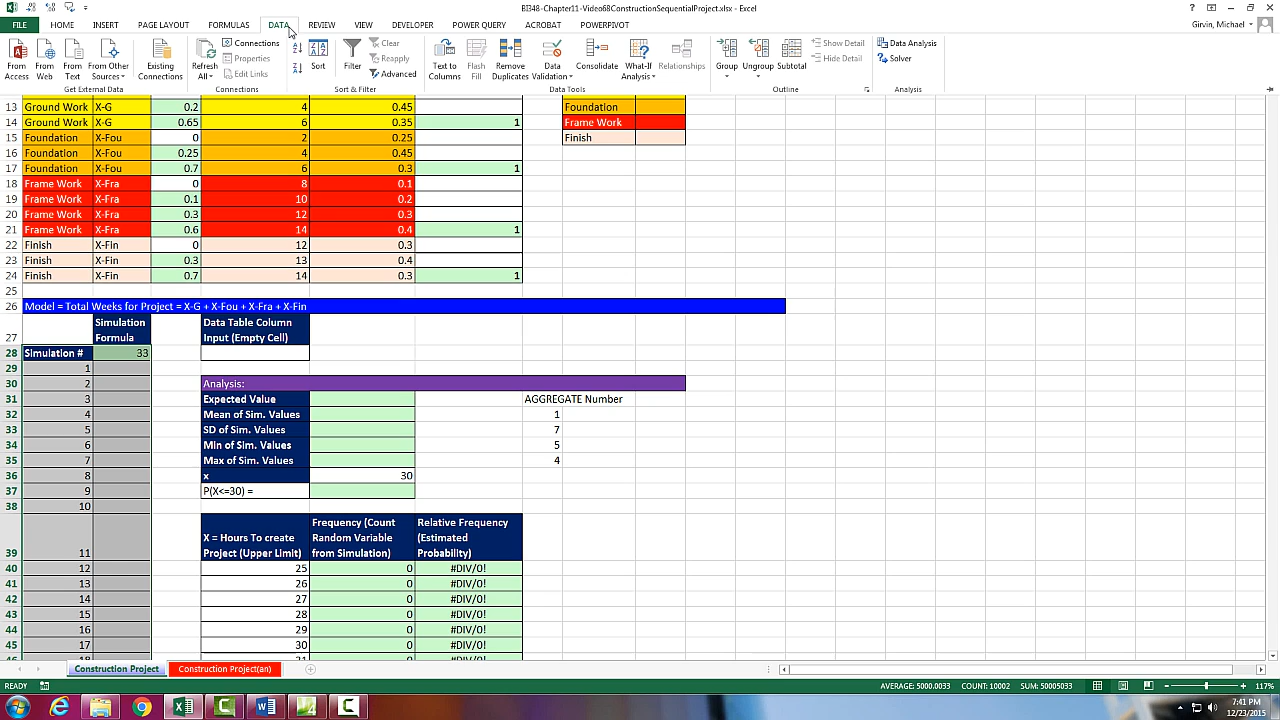 BI348-Chapter11-Video68ConstructionSequentialProject.xlsx - Excel
FILE HOME INSERT PAGE LAYOUT FORMULAS DATA REVIEW VIEW DEVELOPER POWER QUERY ACROBAT POWERPIVOT Girvin, Michael
From Access
From Web
From Text
From Other Sources
Existing Connections
Refresh All
Connections
Properties
Edit Links
Sort
Filter
Clear
Reapply
Advanced
Text to Columns
Flash Fill
Remove Duplicates
Data Validation
Consolidate
What-If Analysis
Relationships
Group
Ungroup
Subtotal
Show Detail
Hide Detail
Data Analysis
Solver
Get External Data Connections Sort & Filter Data Tools Outline Analysis
13 Ground Work X-G 0.2 4 0.45 Foundation
14 Ground Work X-G 0.65 6 0.35 1 Frame Work
15 Foundation X-Fou 0 2 0.25 Finish
16 Foundation X-Fou 0.25 4 0.45
17 Foundation X-Fou 0.7 6 0.3 1
18 Frame Work X-Fra 0 8 0.1
19 Frame Work X-Fra 0.1 10 0.2
20 Frame Work X-Fra 0.3 12 0.3
21 Frame Work X-Fra 0.6 14 0.4 1
22 Finish X-Fin 0 12 0.3
23 Finish X-Fin 0.3 13 0.4
24 Finish X-Fin 0.7 14 0.3 1
25
26 Model = Total Weeks for Project = X-G + X-Fou + X-Fra + X-Fin
27 Simulation Formula Data Table Column Input (Empty Cell)
28 Simulation # 33
29 1
30 2 Analysis:
31 3 Expected Value AGGREGATE Number
32 4 Mean of Sim. Values 1
33 5 SD of Sim. Values 7
34 6 Min of Sim. Values 5
35 7 Max of Sim. Values 4
36 8 x 30
37 9 P(X<=30) =
38 10
39 11 X = Hours To create Project (Upper Limit) Frequency (Count Random Variable from Simulation) Relative Frequency (Estimated Probability)
40 12 25 0 #DIV/0!
41 13 26 0 #DIV/0!
42 14 27 0 #DIV/0!
43 15 28 0 #DIV/0!
44 16 29 0 #DIV/0!
45 17 30 0 #DIV/0!
Construction Project Construction Project(an)
READY AVERAGE: 5000.0033 COUNT: 10002 SUM: 50005033 117%
7:41 PM
12/23/2015